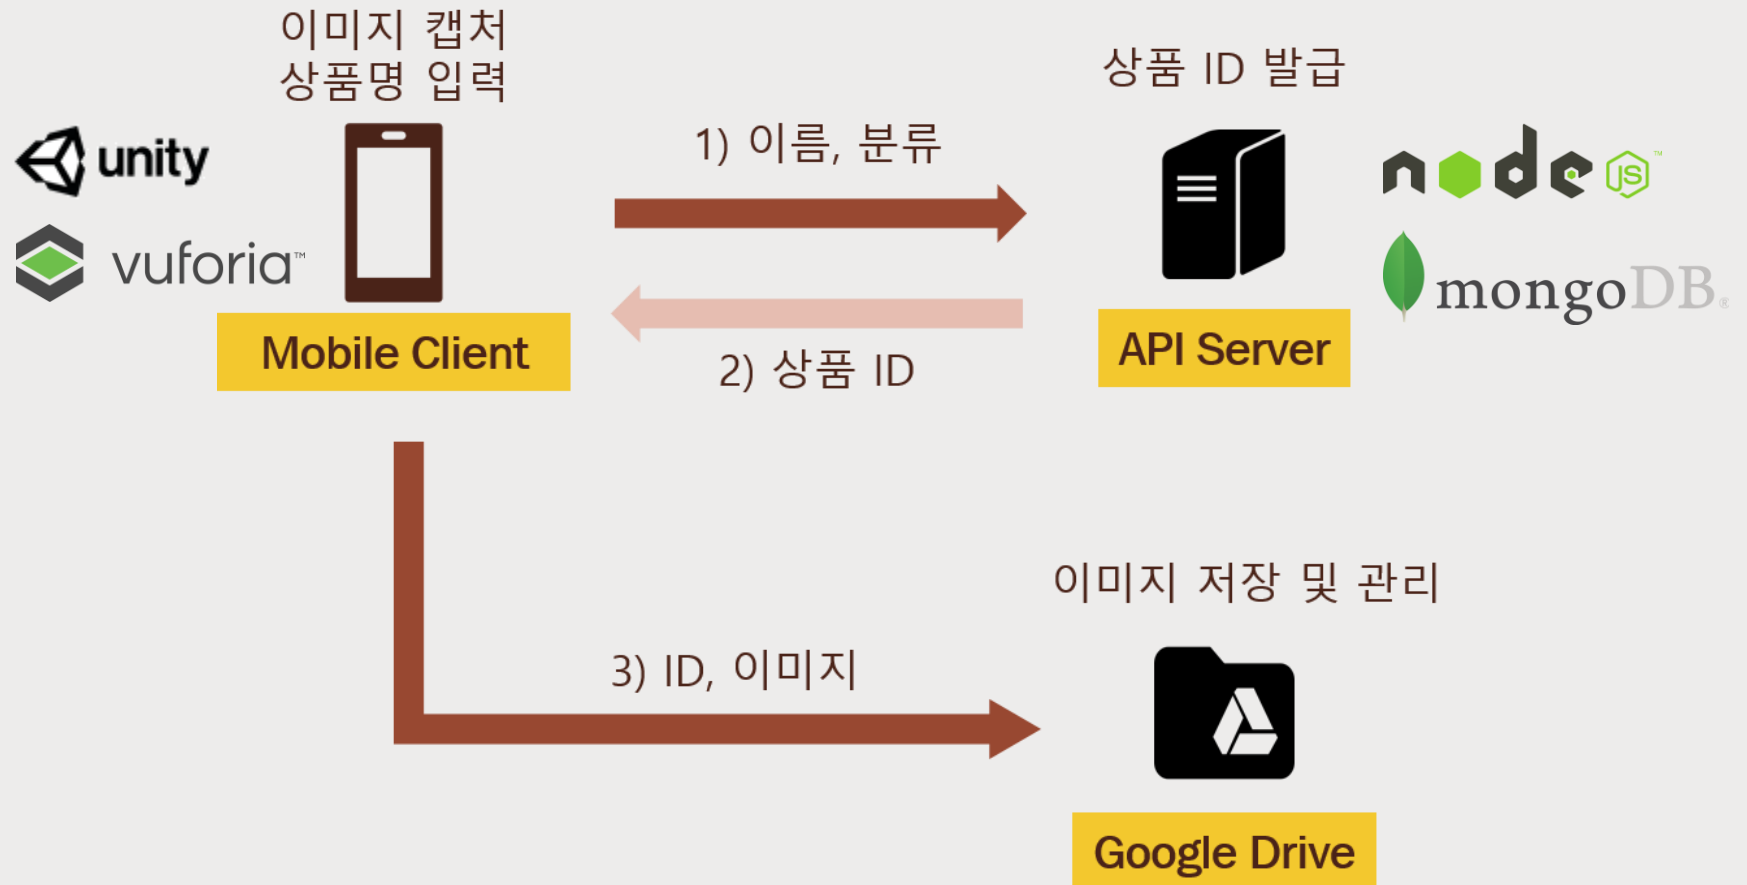 이미지 캡처
상품명 입력
unity
vuforia™
Mobile Client
1) 이름, 분류
2) 상품 ID
상품 ID 발급
node JS™
mongoDB®
API Server
3) ID, 이미지
이미지 저장 및 관리
Google Drive